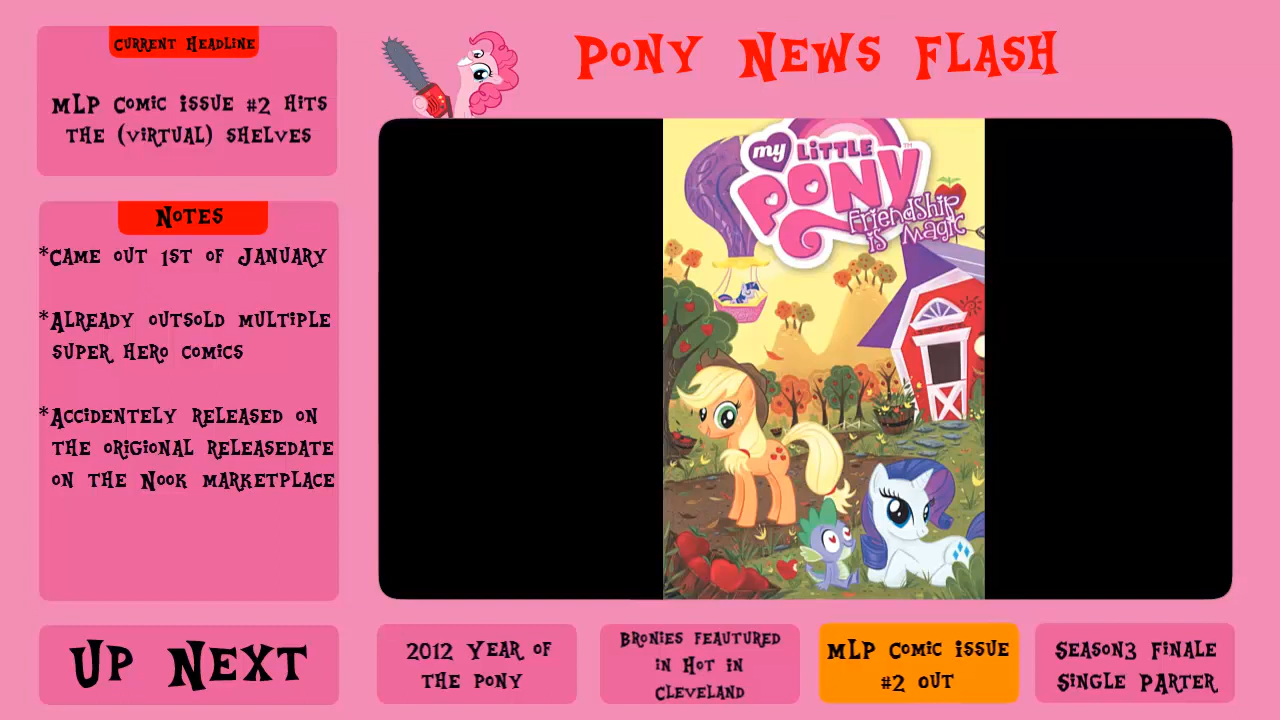 Current Headline
MLP Comic issue #2 hits
the (virtual) shelves
Notes
*Came out 1st of January
*Already outsold multiple
super hero comics
*Accidentely released on
the origional releasedate
on the Nook marketplace
Pony News Flash
my LiTTLE
PONY
TM
Friendship
is Magic
Up Next
2012 Year of
the pony
Bronies feautured
in Hot in
Cleveland
MLP Comic issue
#2 out
Season3 finale
Single Parter